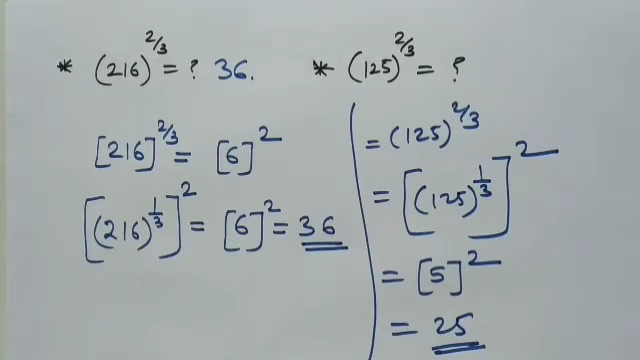 * (216)^{2/3} = ? 36.
[216]^{2/3} = [6]^2
[(216)^{1/3}]^2 = [6]^2 = 36
* (125)^{2/3} = ?
= (125)^{2/3}
= [(125)^{1/3}]^2
= [5]^2
= 25